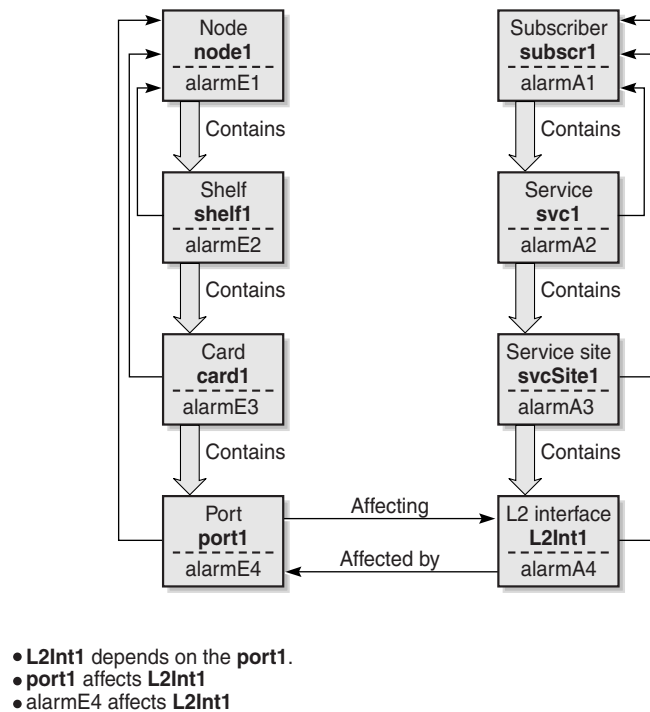 Node
node1
alarmE1
Contains
Shelf
shelf1
alarmE2
Contains
Card
card1
alarmE3
Contains
Port
port1
alarmE4
Subscriber
subscr1
alarmA1
Contains
Service
svc1
alarmA2
Contains
Service site
svcSite1
alarmA3
Contains
L2 interface
L2Int1
alarmA4
Affecting
Affected by
• L2Int1 depends on the port1.
• port1 affects L2Int1
• alarmE4 affects L2Int1